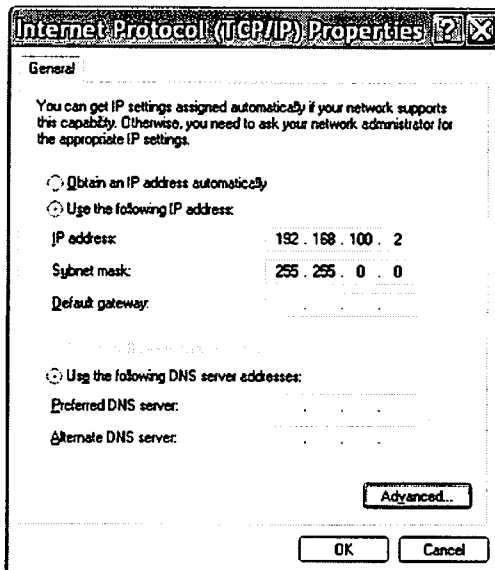 Internet Protocol (TCP/IP) Properties
General
You can get IP settings assigned automatically if your network supports
this capability. Otherwise, you need to ask your network administrator for
the appropriate IP settings.
Obtain an IP address automatically
Use the following IP address:
IP address: 192 . 168 . 100 . 2
Subnet mask: 255 . 255 . 0 . 0
Default gateway: . . .
Use the following DNS server addresses:
Preferred DNS server: . . .
Alternate DNS server: . . .
Advanced...
OK Cancel